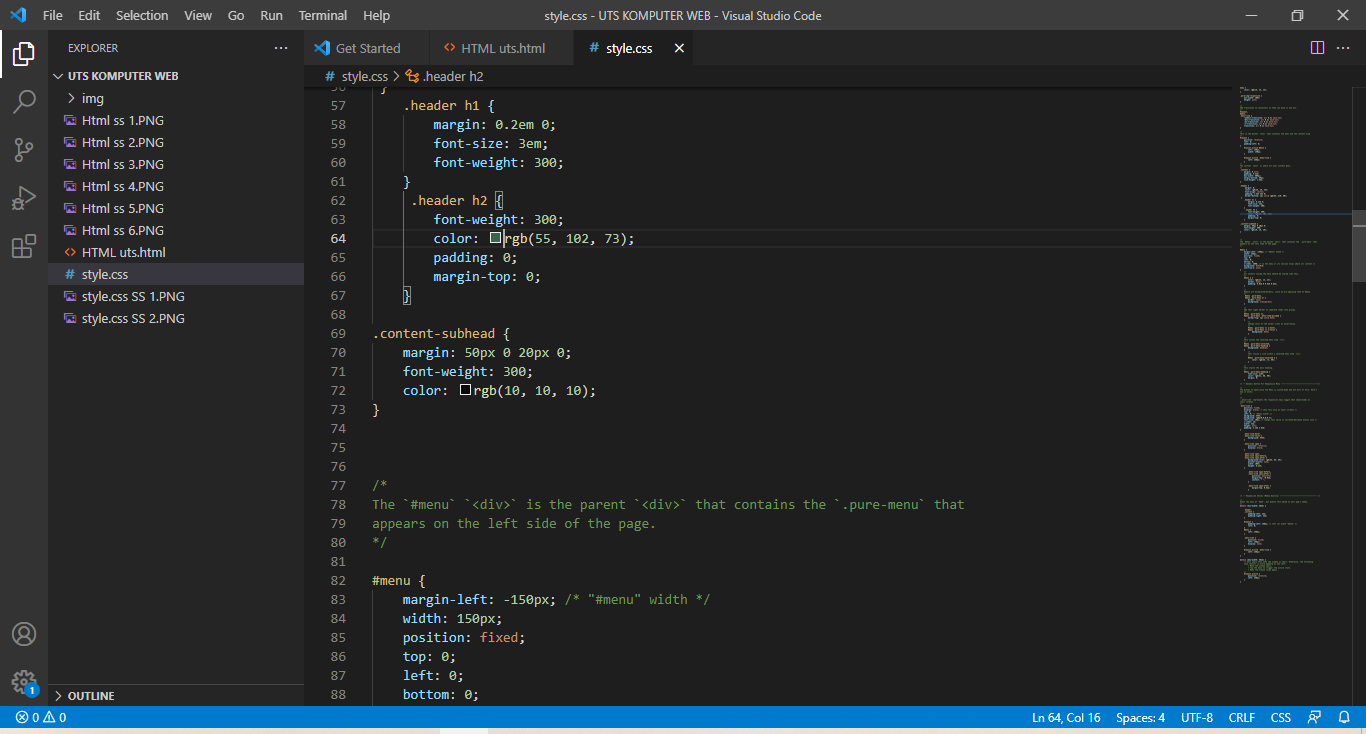 File Edit Selection View Go Run Terminal Help
style.css - UTS KOMPUTER WEB - Visual Studio Code
EXPLORER
UTS KOMPUTER WEB
img
Html ss 1.PNG
Html ss 2.PNG
Html ss 3.PNG
Html ss 4.PNG
Html ss 5.PNG
Html ss 6.PNG
HTML uts.html
style.css
style.css SS 1.PNG
style.css SS 2.PNG
OUTLINE
1
Get Started
HTML uts.html
style.css
style.css > .header h2
56 }
57 .header h1 {
58 margin: 0.2em 0;
59 font-size: 3em;
60 font-weight: 300;
61 }
62 .header h2 {
63 font-weight: 300;
64 color: rgb(55, 102, 73);
65 padding: 0;
66 margin-top: 0;
67 }
68
69 .content-subhead {
70 margin: 50px 0 20px 0;
71 font-weight: 300;
72 color: rgb(10, 10, 10);
73 }
74
75
76
77 /*
78 The `#menu` `<div>` is the parent `<div>` that contains the `.pure-menu` that
79 appears on the left side of the page.
80 */
81
82 #menu {
83 margin-left: -150px; /* "#menu" width */
84 width: 150px;
85 position: fixed;
86 top: 0;
87 left: 0;
88 bottom: 0;
0 0
Ln 64, Col 16 Spaces: 4 UTF-8 CRLF CSS